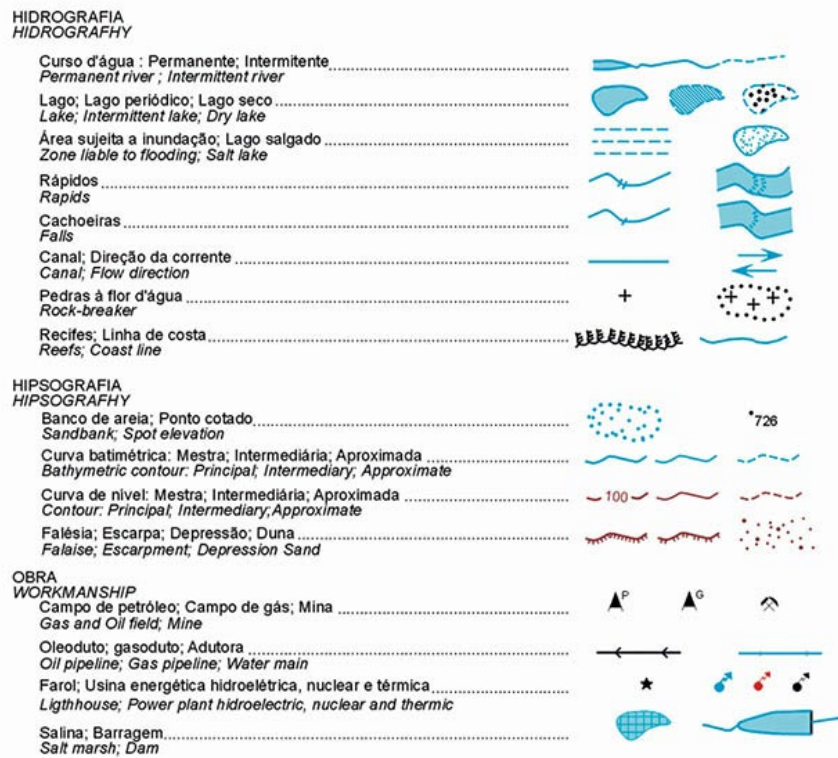 HIDROGRAFIA
HIDROGRAFHY
Curso d'água : Permanente; Intermitente
Permanent river ; Intermittent river
Lago; Lago periódico; Lago seco
Lake; Intermittent lake; Dry lake
Área sujeita a inundação; Lago salgado
Zone liable to flooding; Salt lake
Rápidos
Rapids
Cachoeiras
Falls
Canal; Direção da corrente
Canal; Flow direction
Pedras à flor d'água
Rock-breaker
Recifes; Linha de costa
Reefs; Coast line
HIPSOGRAFIA
HIPSOGRAFHY
Banco de areia; Ponto cotado
726
Sandbank; Spot elevation
Curva batimétrica: Mestra; Intermediária; Aproximada
Bathymetric contour: Principal; Intermediary; Approximate
Curva de nivel: Mestra; Intermediária; Aproximada
100
Contour: Principal; Intermediary;Approximate
Falésia; Escarpa; Depressão; Duna
Falaise; Escarpment; Depression Sand
OBRA
WORKMANSHIP
Campo de petróleo; Campo de gás; Mina
P G
Gas and Oil field; Mine
Oleoduto; gasoduto; Adutora
Oil pipeline; Gas pipeline; Water main
Farol; Usina energética hidroelétrica, nuclear e térmica
Ligthhouse; Power plant hidroelectric, nuclear and thermic
Salina; Barragem
Salt marsh; Dam